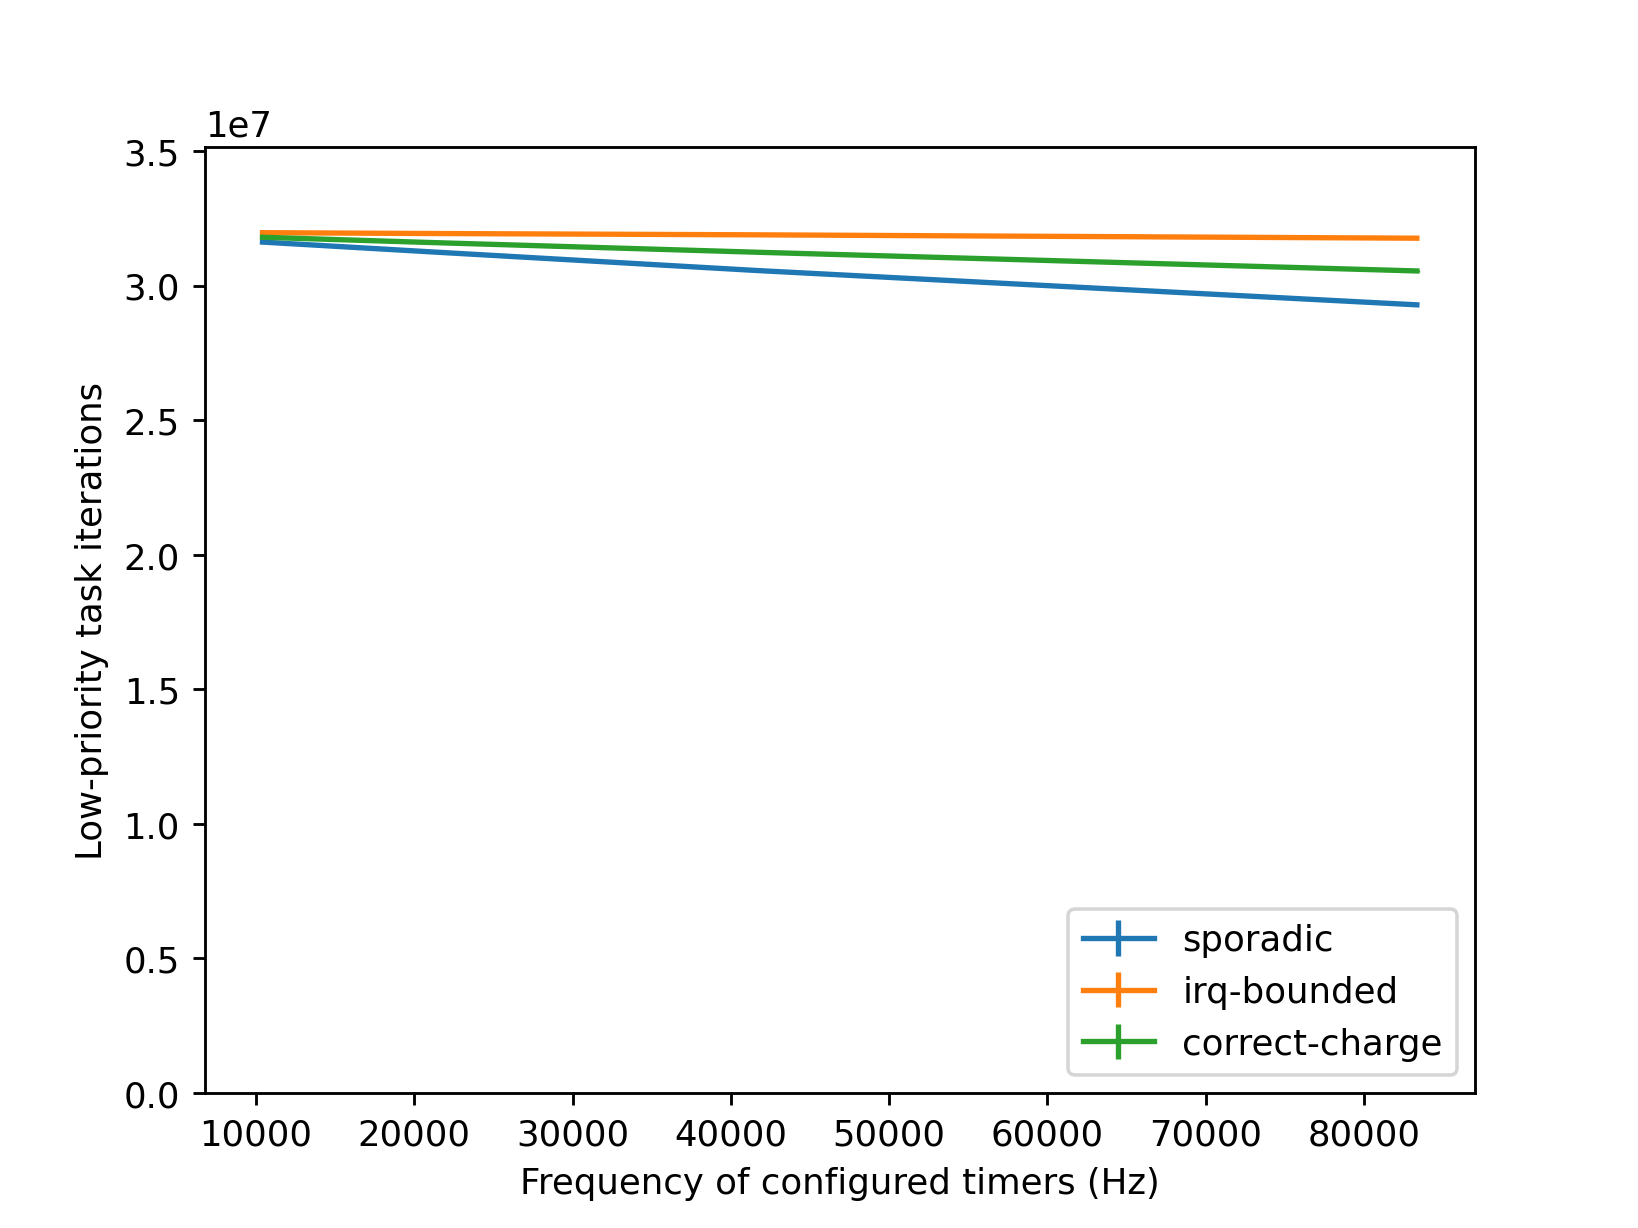 1e7
3.5
3.0
2.5
2.0
1.5
1.0
0.5
0.0
Low-priority task iterations
sporadic
irq-bounded
correct-charge
10000 20000 30000 40000 50000 60000 70000 80000
Frequency of configured timers (Hz)